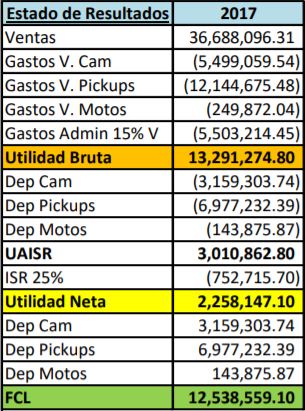 Estado de Resultados 2017
Ventas 36,688,096.31
Gastos V. Cam (5,499,059.54)
Gastos V. Pickups (12,144,675.48)
Gastos V. Motos (249,872.04)
Gastos Admin 15% V (5,503,214.45)
Utilidad Bruta 13,291,274.80
Dep Cam (3,159,303.74)
Dep Pickups (6,977,232.39)
Dep Motos (143,875.87)
UAISR 3,010,862.80
ISR 25% (752,715.70)
Utilidad Neta 2,258,147.10
Dep Cam 3,159,303.74
Dep Pickups 6,977,232.39
Dep Motos 143,875.87
FCL 12,538,559.10